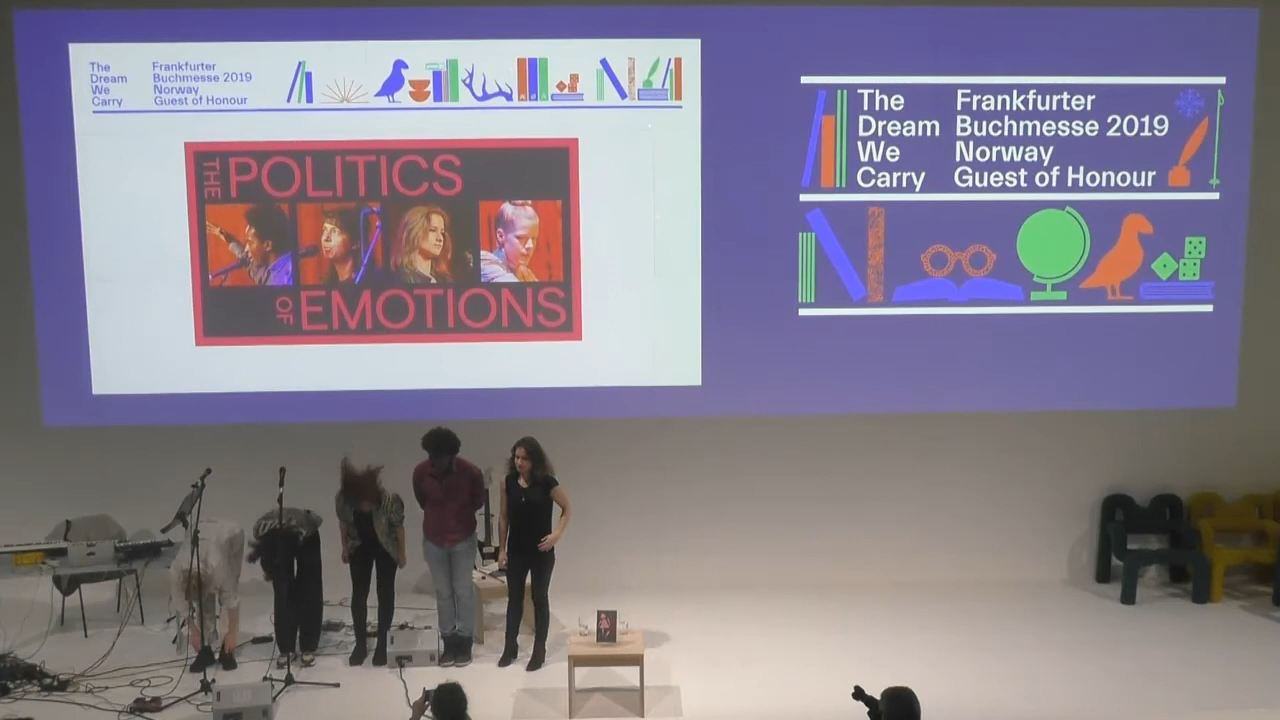 The
Dream
We
Carry
Frankfurter
Buchmesse 2019
Norway
Guest of Honour
THE POLITICS
OF EMOTIONS
The
Dream
We
Carry
Frankfurter
Buchmesse 2019
Norway
Guest of Honour